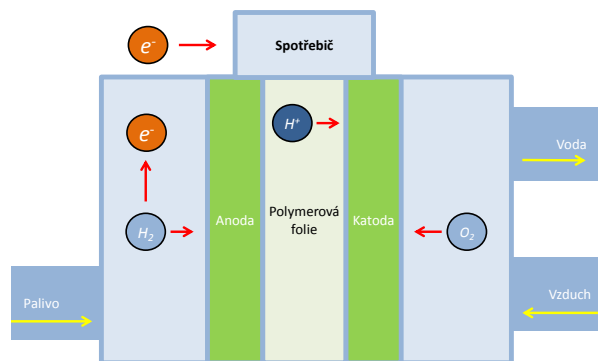 e-
Spotřebič
e-
H+
Voda
H2
Anoda
Polymerová
folie
Katoda
O2
Palivo
Vzduch